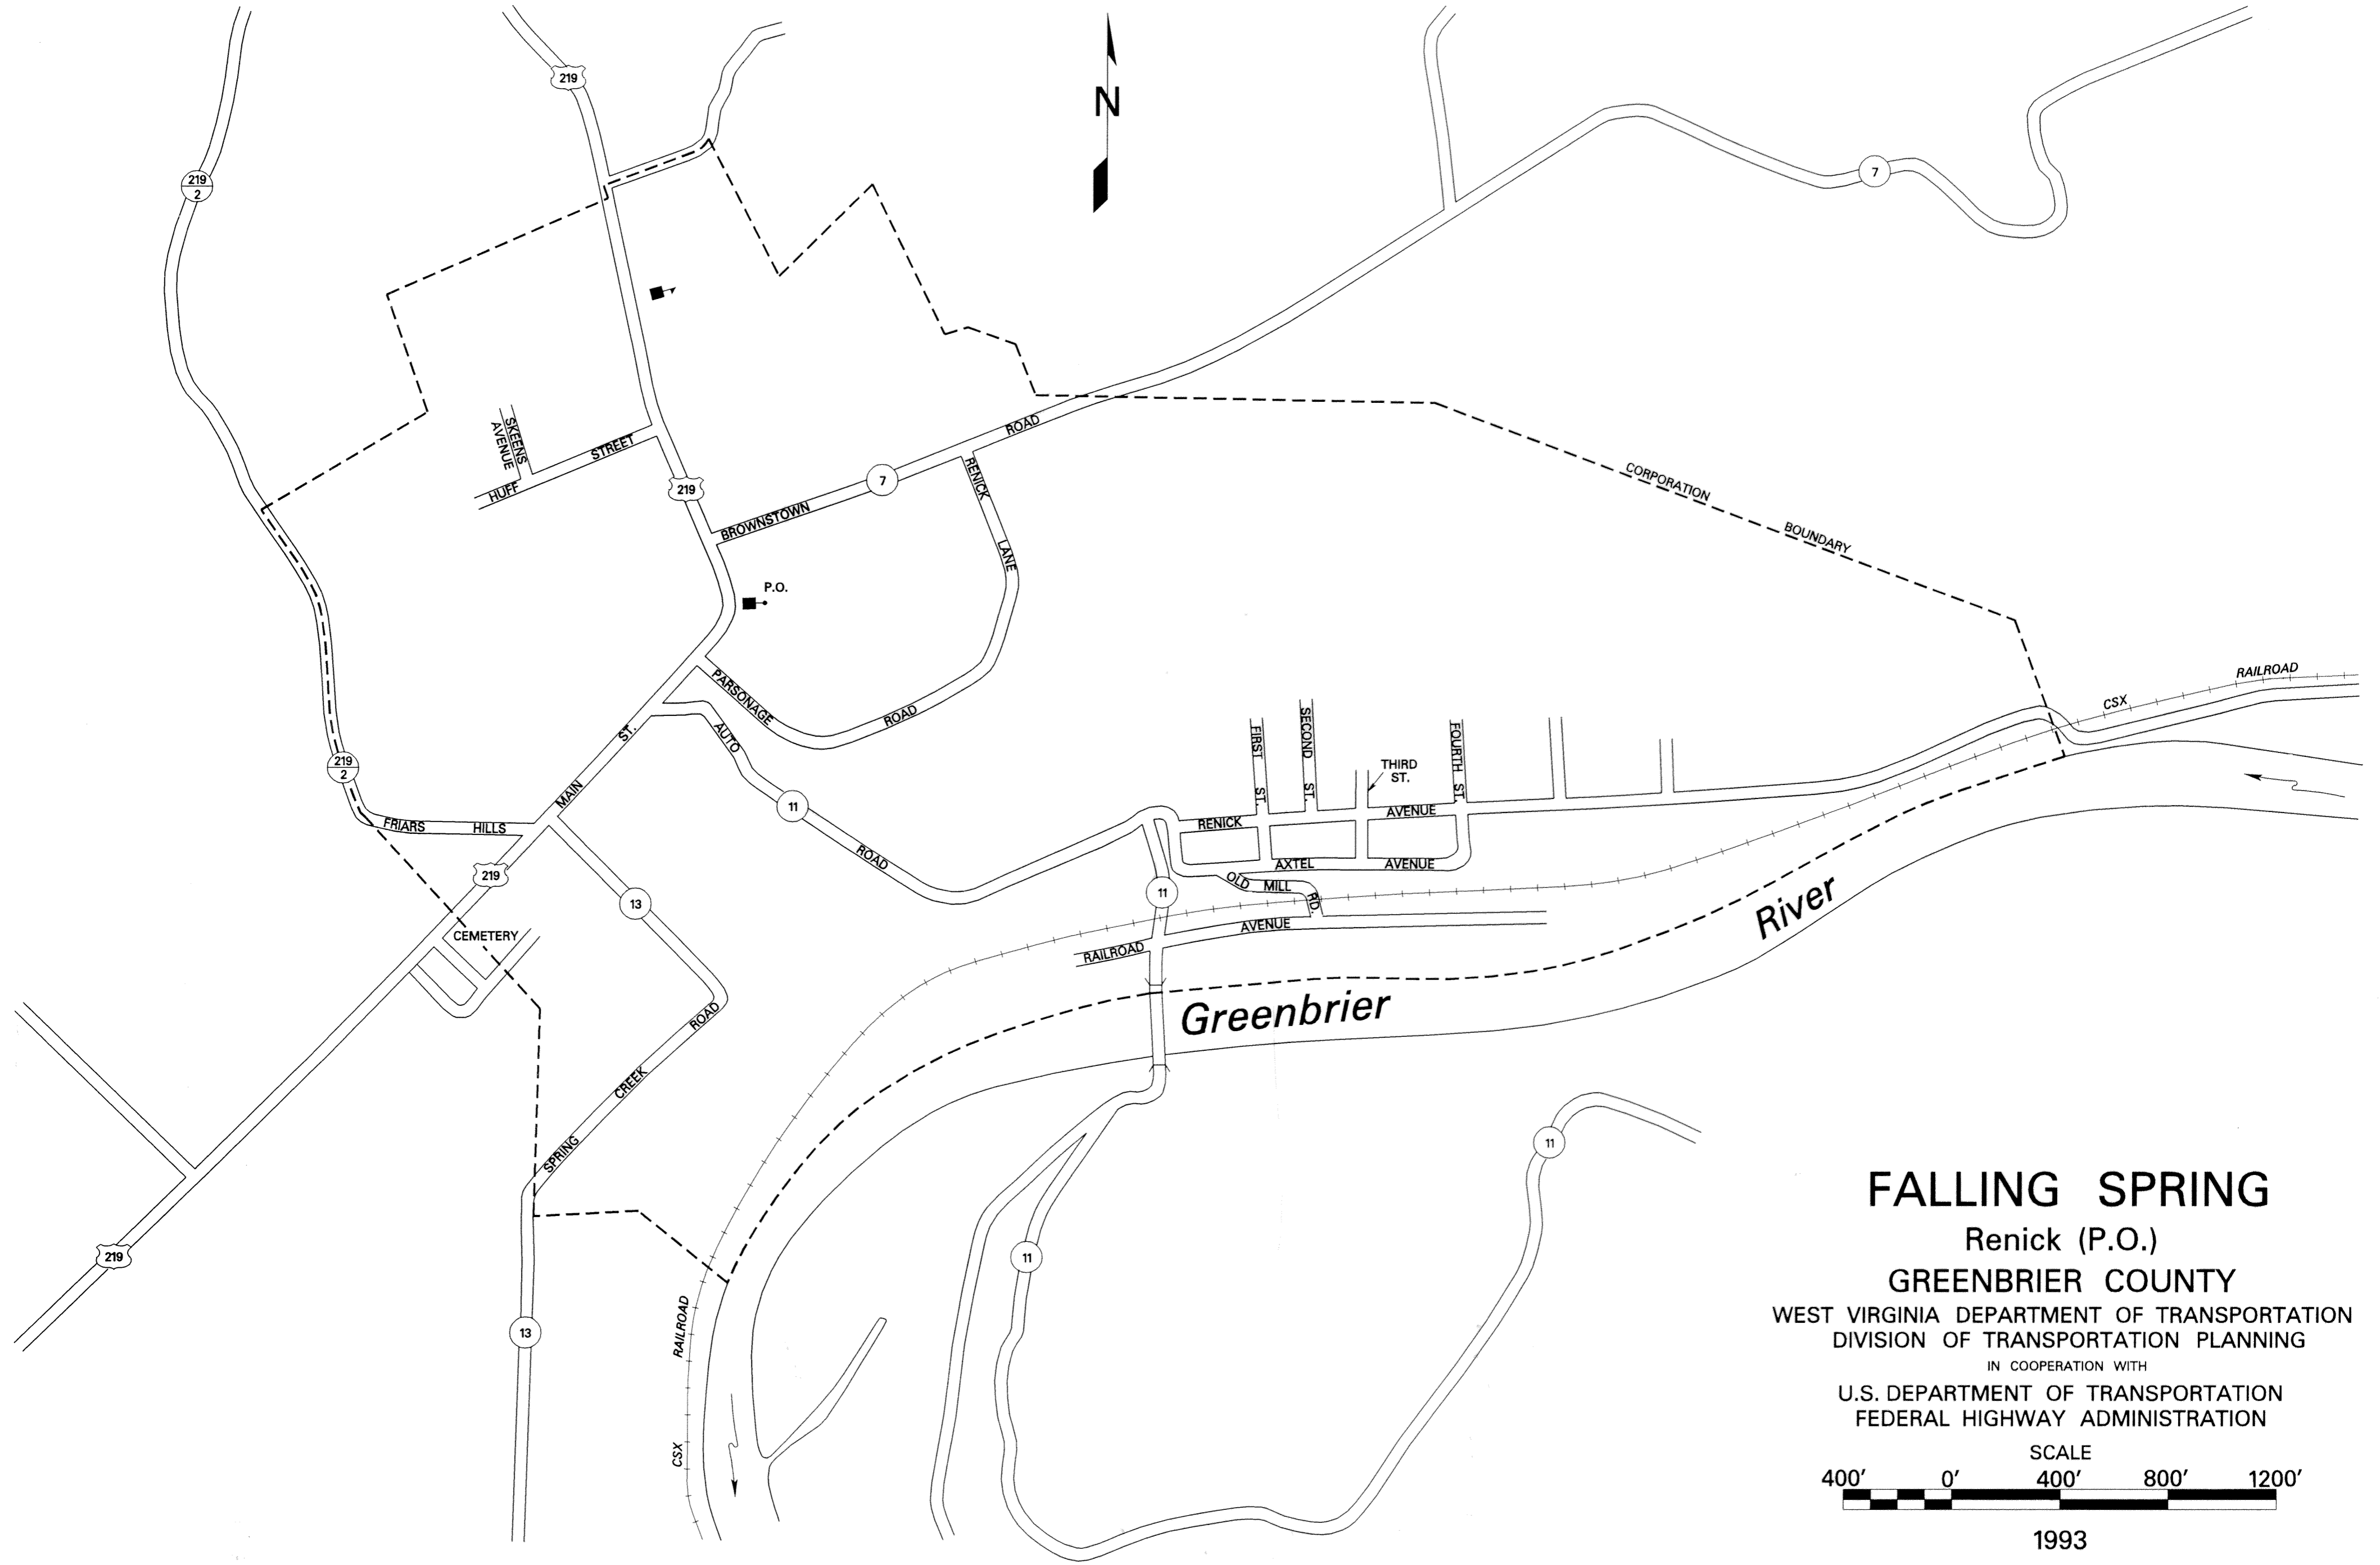 219
219
2
N
7
SKEENS
AVENUE
HUFF STREET
219
BROWNSTOWN
7
ROAD
RENICK
LANE
CORPORATION
BOUNDARY
P.O.
PARSONAGE
ROAD
CSX RAILROAD
219
2
FRIARS HILLS
MAIN ST.
AUTO
11
ROAD
FIRST ST.
SECOND ST.
THIRD
ST.
FOURTH ST.
RENICK AVENUE
AXTEL AVENUE
OLD MILL RD.
11
RAILROAD AVENUE
219
13
CEMETERY
Greenbrier River
SPRING CREEK ROAD
219
13
CSX RAILROAD
11
11
FALLING SPRING
Renick (P.O.)
GREENBRIER COUNTY
WEST VIRGINIA DEPARTMENT OF TRANSPORTATION
DIVISION OF TRANSPORTATION PLANNING
IN COOPERATION WITH
U.S. DEPARTMENT OF TRANSPORTATION
FEDERAL HIGHWAY ADMINISTRATION
SCALE
400' 0' 400' 800' 1200'
1993